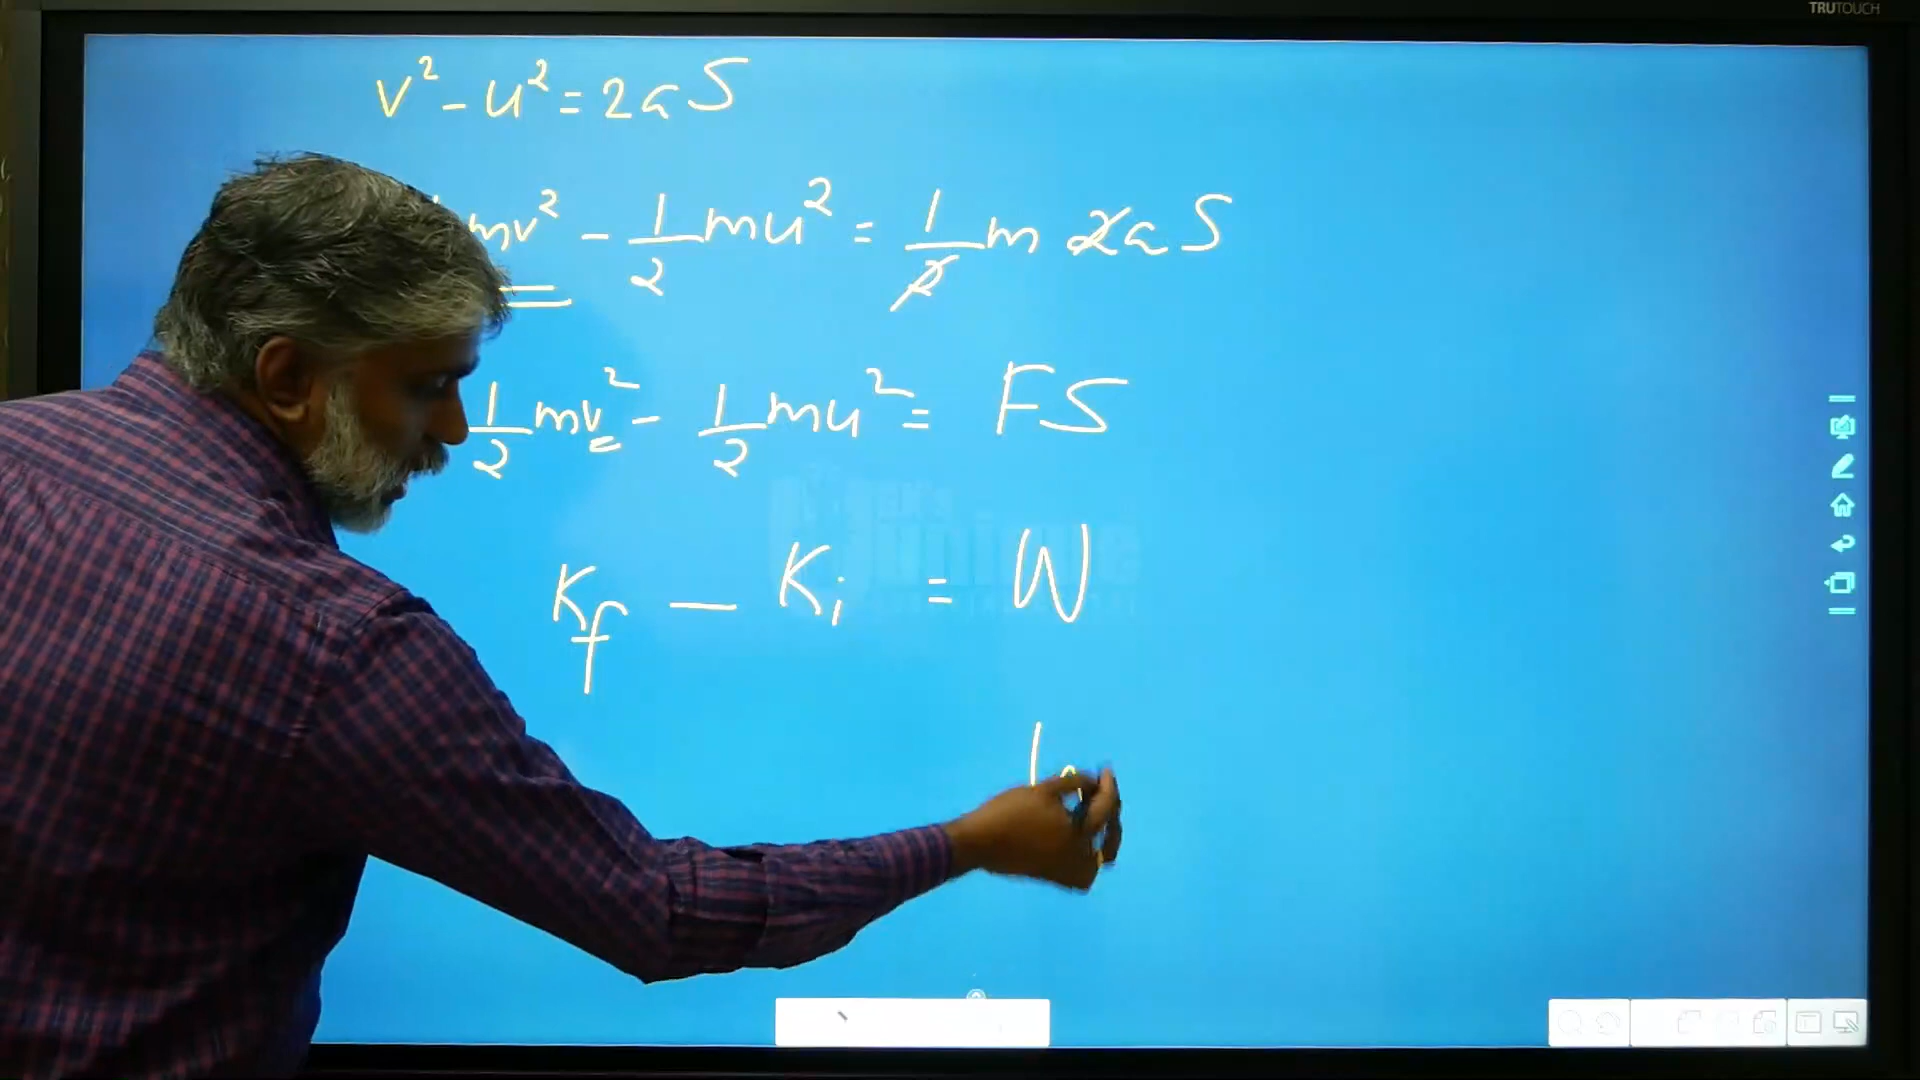 TRUTOUCH
v² - u² = 2aS
mv² - 1/2 mu² = 1/2 m 2aS
1/2 mv² - 1/2 mu² = FS
Kf - Ki = W